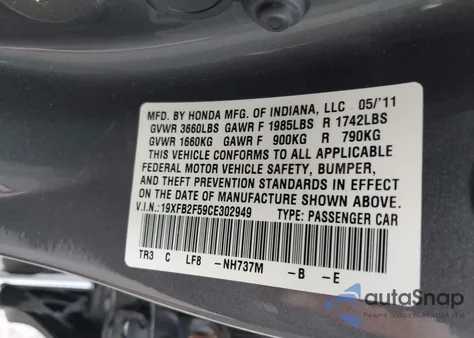 MFD. BY HONDA MFG. OF INDIANA, LLC 05/'11
GVWR 3660LBS GAWR F 1985LBS R 1742LBS
GVWR 1660KG GAWR F 900KG R 790KG
THIS VEHICLE CONFORMS TO ALL APPLICABLE
FEDERAL MOTOR VEHICLE SAFETY, BUMPER,
AND THEFT PREVENTION STANDARDS IN EFFECT
ON THE DATE OF MANUFACTURE SHOWN ABOVE.
V.I.N.:19XFB2F59CE302949 TYPE: PASSENGER CAR
TR3 C LF8 -NH737M -B -E
autoSnap